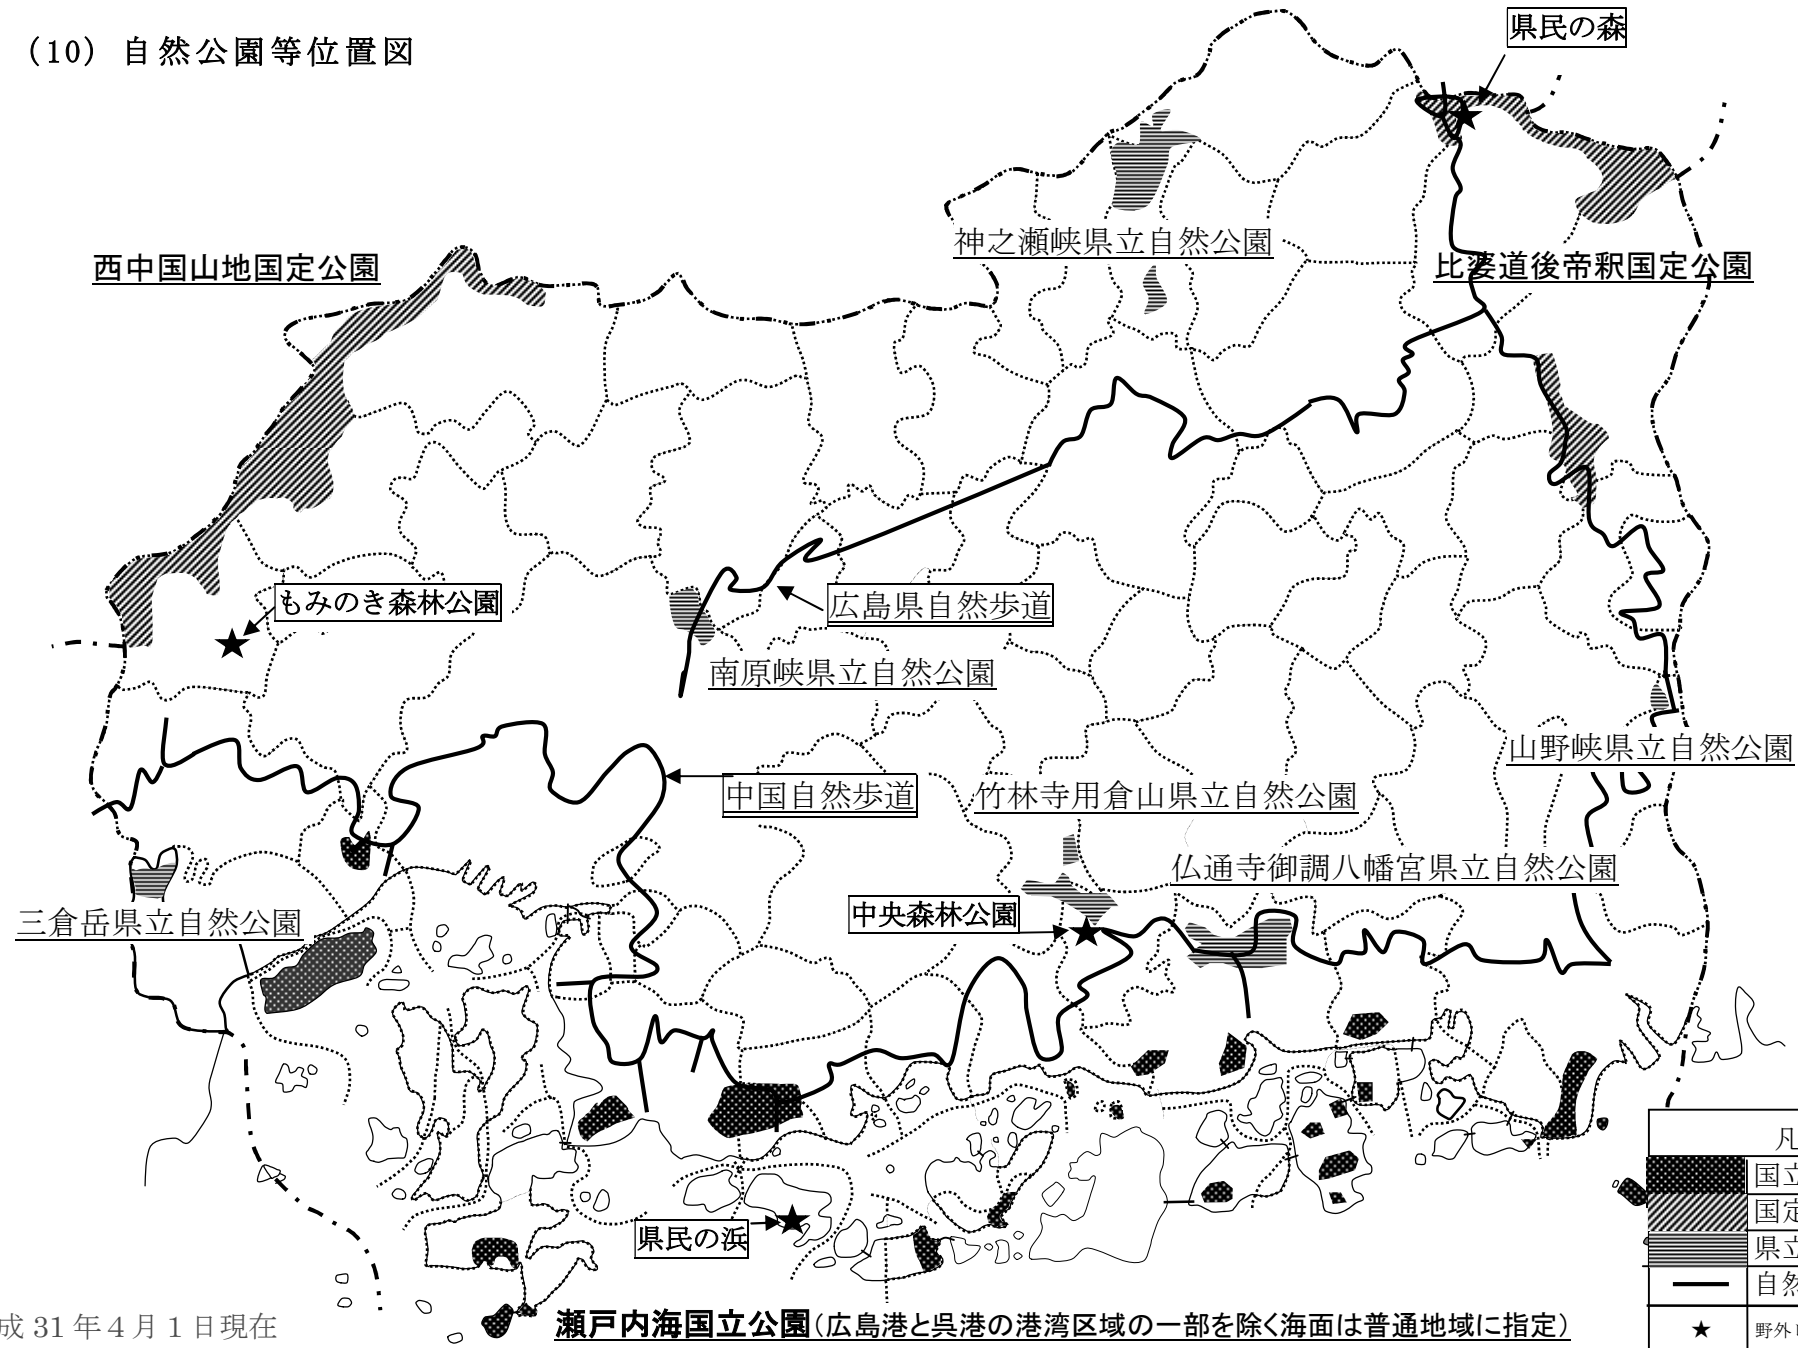 (10) 自然公園等位置図
県民の森
神之瀬峡県立自然公園
西中国山地国定公園
比婆道後帝釈国定公園
もみのき森林公園
広島県自然歩道
南原峡県立自然公園
山野峡県立自然公園
中国自然歩道
竹林寺用倉山県立自然公園
仏通寺御調八幡宮県立自然公園
中央森林公園
三倉岳県立自然公園
県民の浜
凡
国立
国定
県立
自然
★ 野外
成 31 年 4 月 1 日現在
瀬戸内海国立公園(広島港と呉港の港湾区域の一部を除く海面は普通地域に指定)